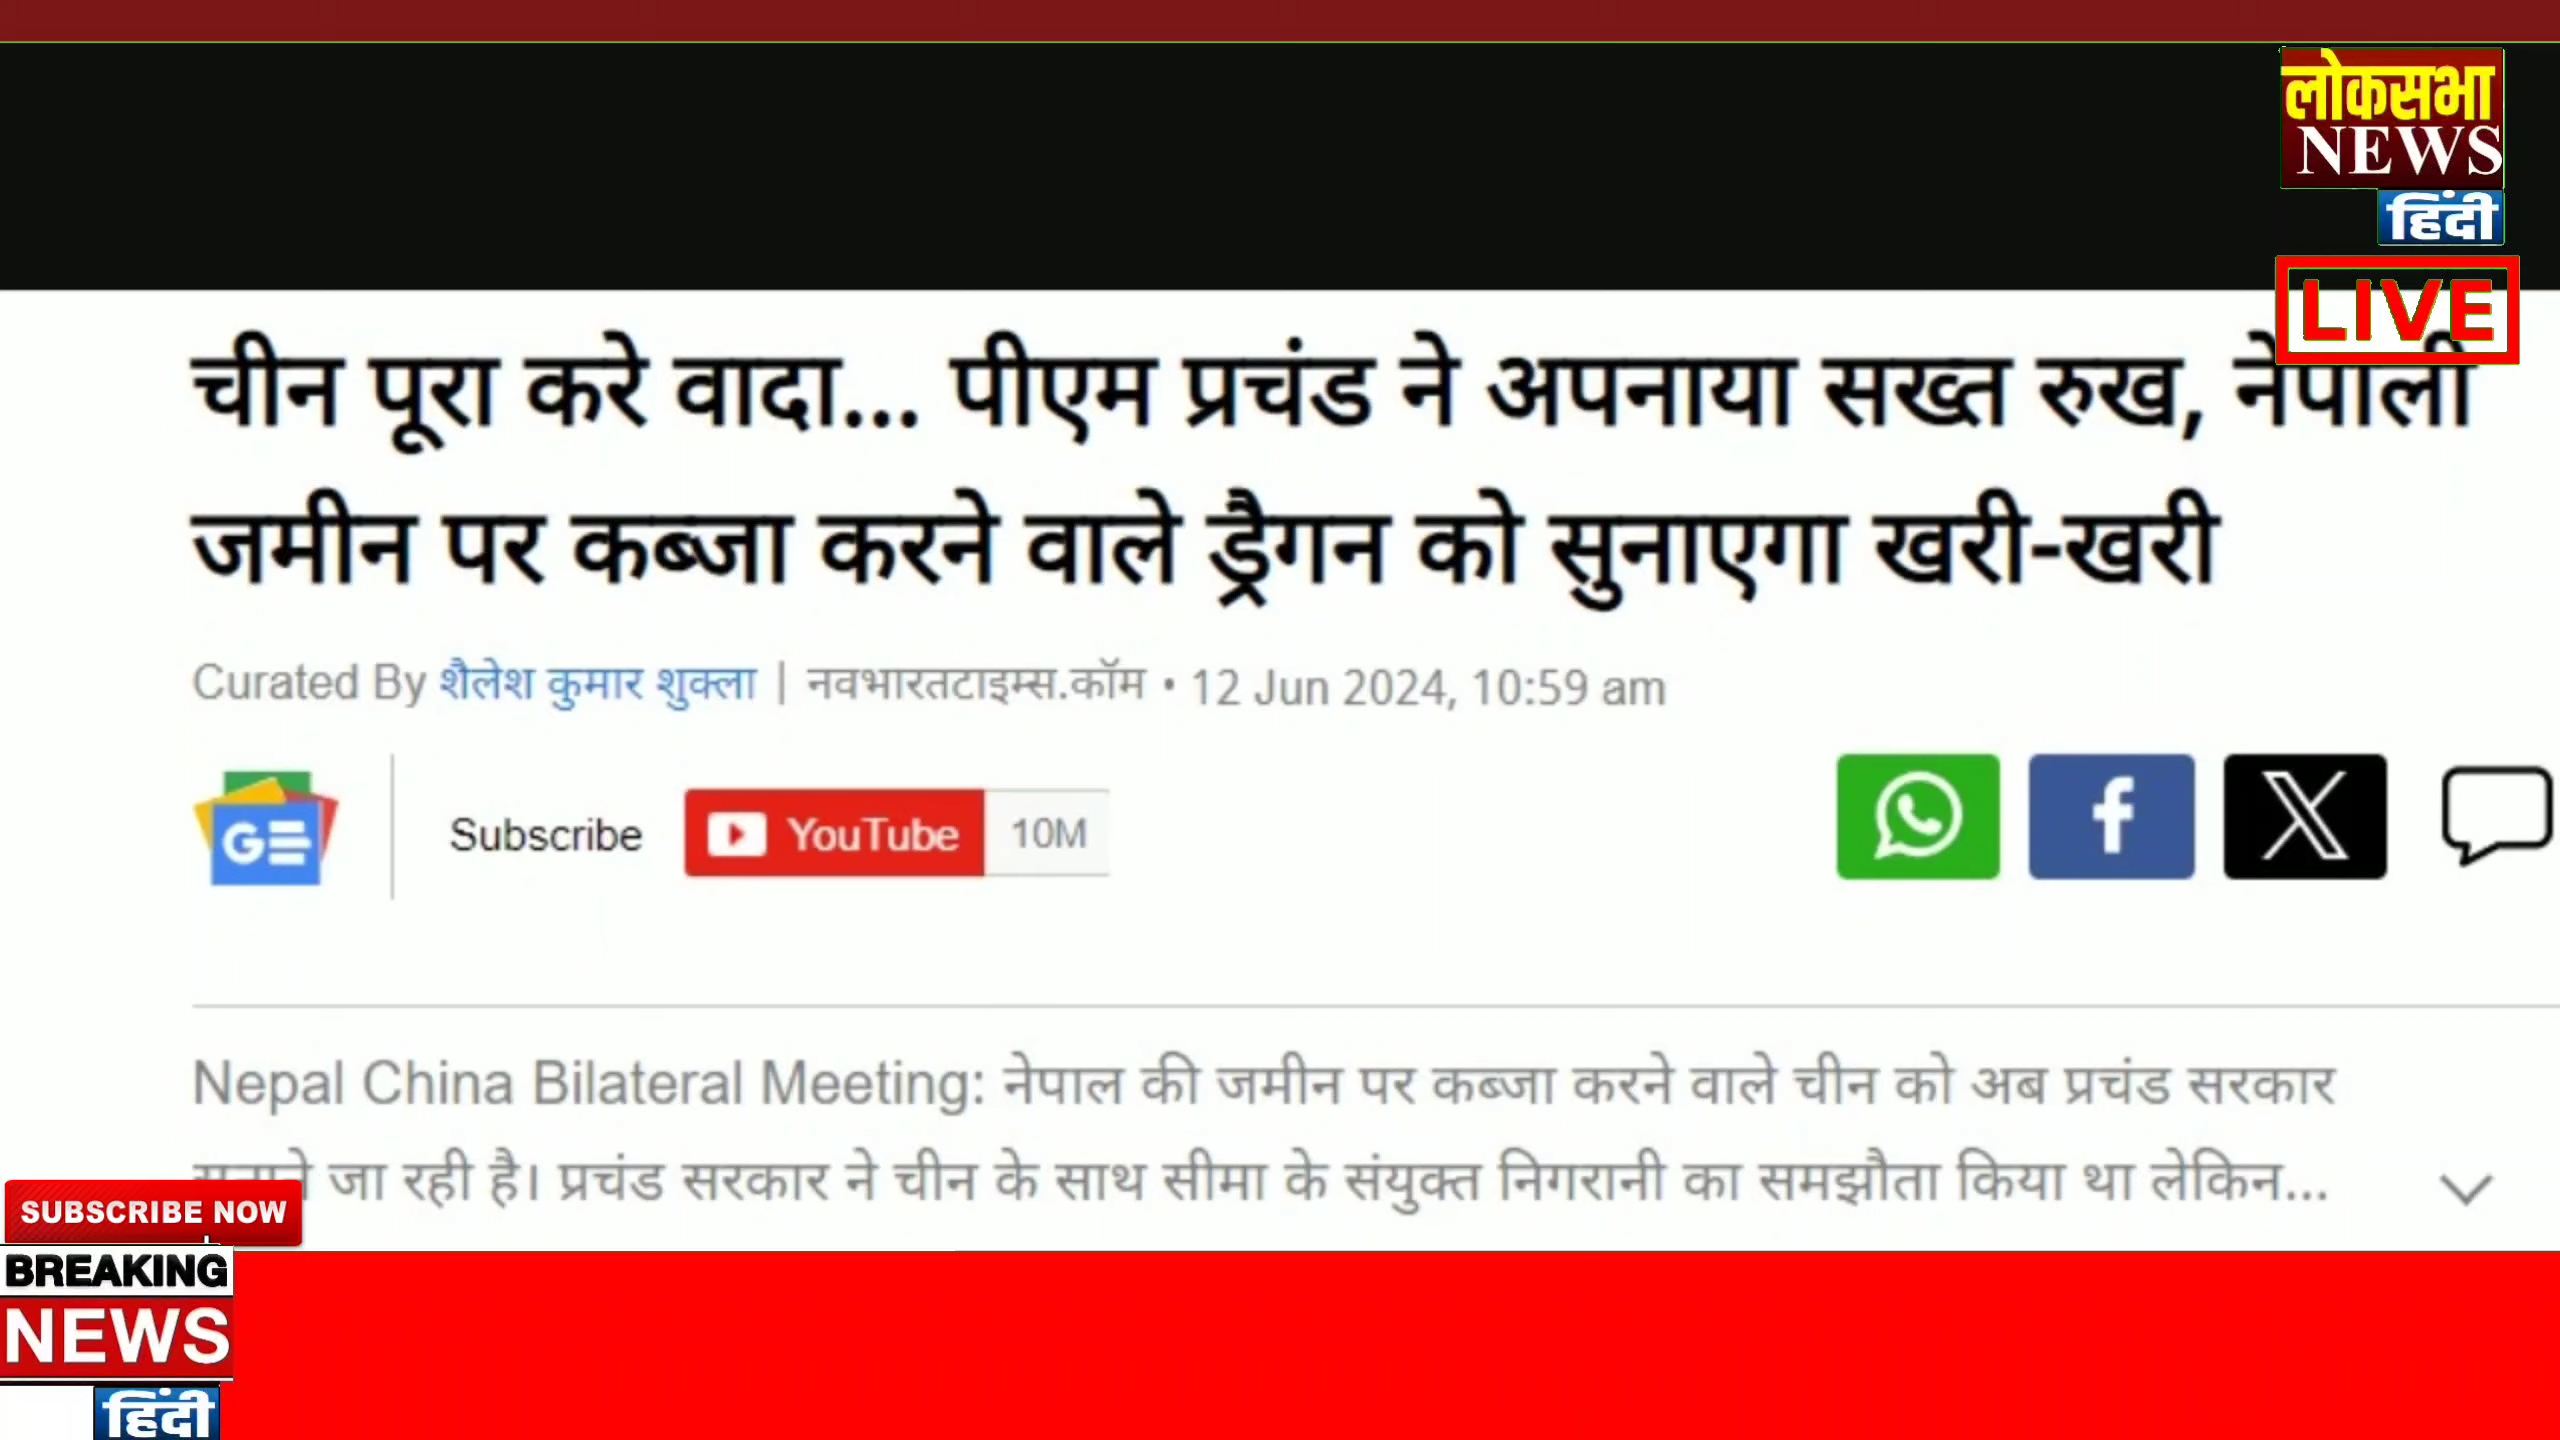 लोकसभा
NEWS
हिंदी
LIVE
चीन पूरा करे वादा... पीएम प्रचंड ने अपनाया सख्त रुख, नेपाली
जमीन पर कब्जा करने वाले ड्रैगन को सुनाएगा खरी-खरी
Curated By शैलेश कुमार शुक्ला | नवभारतटाइम्स.कॉम • 12 Jun 2024, 10:59 am
GE Subscribe YouTube 10M
Nepal China Bilateral Meeting: नेपाल की जमीन पर कब्जा करने वाले चीन को अब प्रचंड सरकार
जा रही है। प्रचंड सरकार ने चीन के साथ सीमा के संयुक्त निगरानी का समझौता किया था लेकिन...
SUBSCRIBE NOW
BREAKING
NEWS
हिंदी